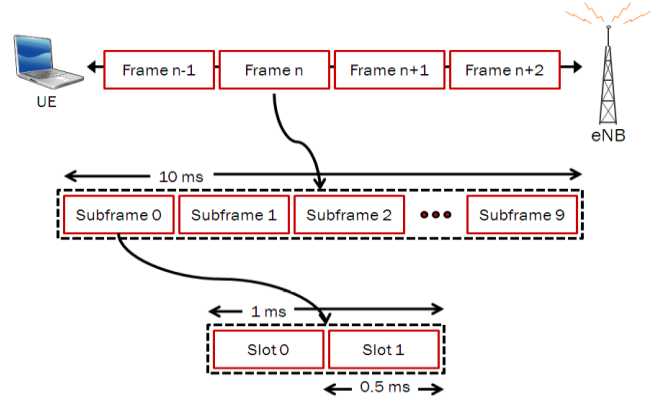 Frame n-1 Frame n Frame n+1 Frame n+2
UE
eNB
10 ms
Subframe 0 Subframe 1 Subframe 2 Subframe 9
1 ms
Slot 0 Slot 1
0.5 ms